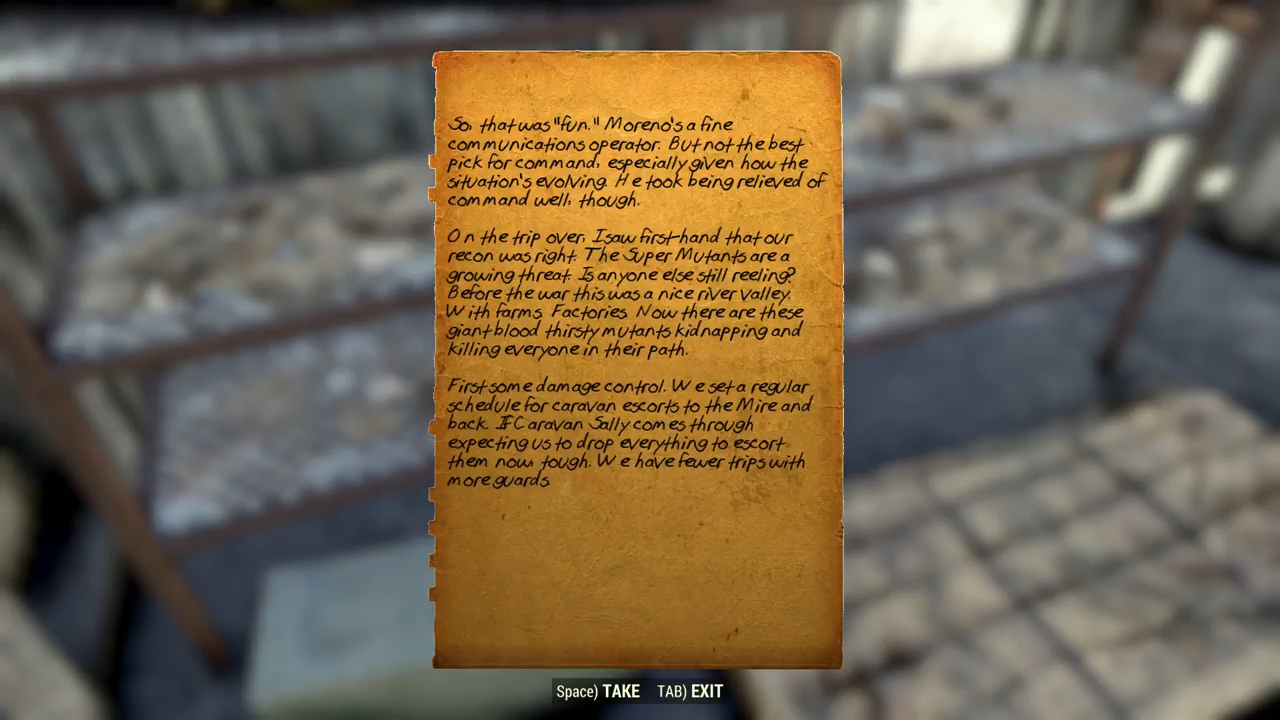 So, that was "fun." Moreno's a fine
communications operator. But not the best
pick for command, especially given how the
situation's evolving. He took being relieved of
command well, though.
On the trip over, I saw first-hand that our
recon was right. The Super Mutants are a
growing threat. Is anyone else still reeling?
Before the war this was a nice river valley.
With farms. Factories. Now there are these
giant blood thirsty mutants kidnapping and
killing everyone in their path.
First some damage control. We set a regular
schedule for caravan escorts to the Mire and
back. If Caravan Sally comes through
expecting us to drop everything to escort
them now, tough. We have fewer trips with
more guards.
Space) TAKE TAB) EXIT